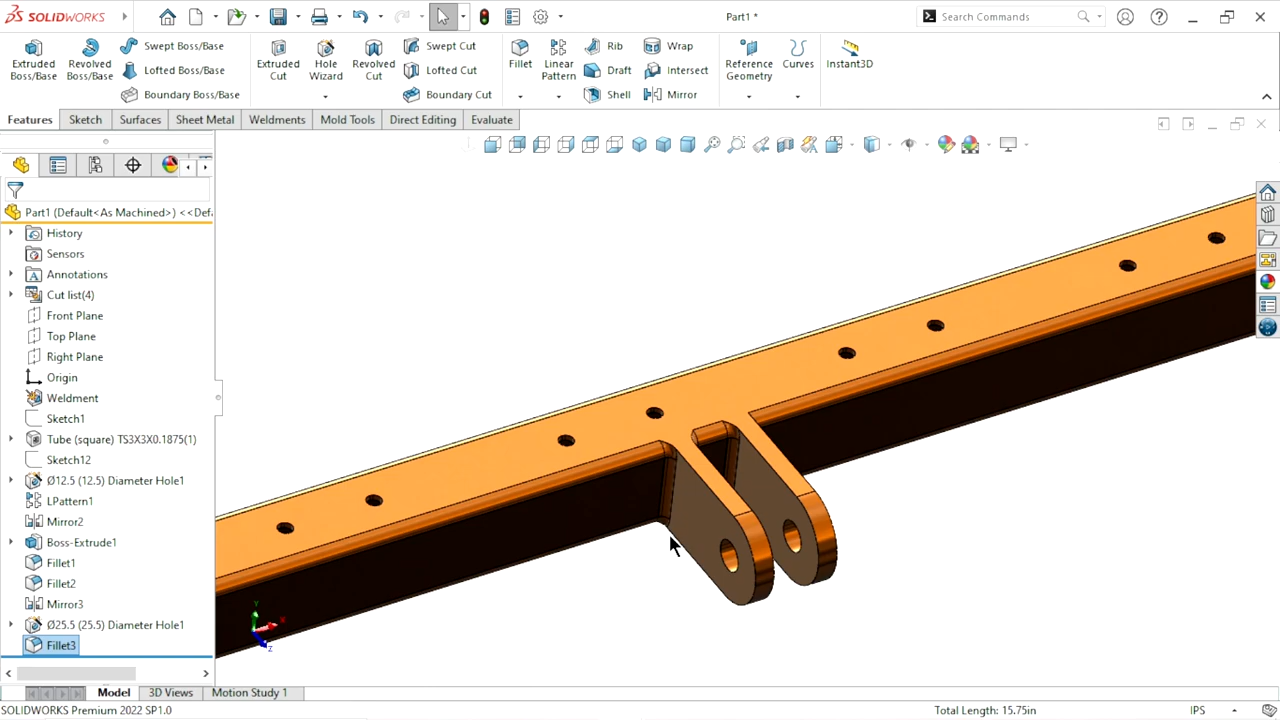 SOLIDWORKS
Part1 *
Search Commands
Extruded Boss/Base
Revolved Boss/Base
Swept Boss/Base
Lofted Boss/Base
Boundary Boss/Base
Extruded Cut
Hole Wizard
Revolved Cut
Swept Cut
Lofted Cut
Boundary Cut
Fillet
Linear Pattern
Rib
Draft
Shell
Wrap
Intersect
Mirror
Reference Geometry
Curves
Instant3D
Features
Sketch
Surfaces
Sheet Metal
Weldments
Mold Tools
Direct Editing
Evaluate
Part1 (Default<As Machined>) <<Def
History
Sensors
Annotations
Cut list(4)
Front Plane
Top Plane
Right Plane
Origin
Weldment
Sketch1
Tube (square) TS3X3X0.1875(1)
Sketch12
Ø12.5 (12.5) Diameter Hole1
LPattern1
Mirror2
Boss-Extrude1
Fillet1
Fillet2
Mirror3
Ø25.5 (25.5) Diameter Hole1
Fillet3
Y
X
Z
Model
3D Views
Motion Study 1
SOLIDWORKS Premium 2022 SP1.0
Total Length: 15.75in
IPS